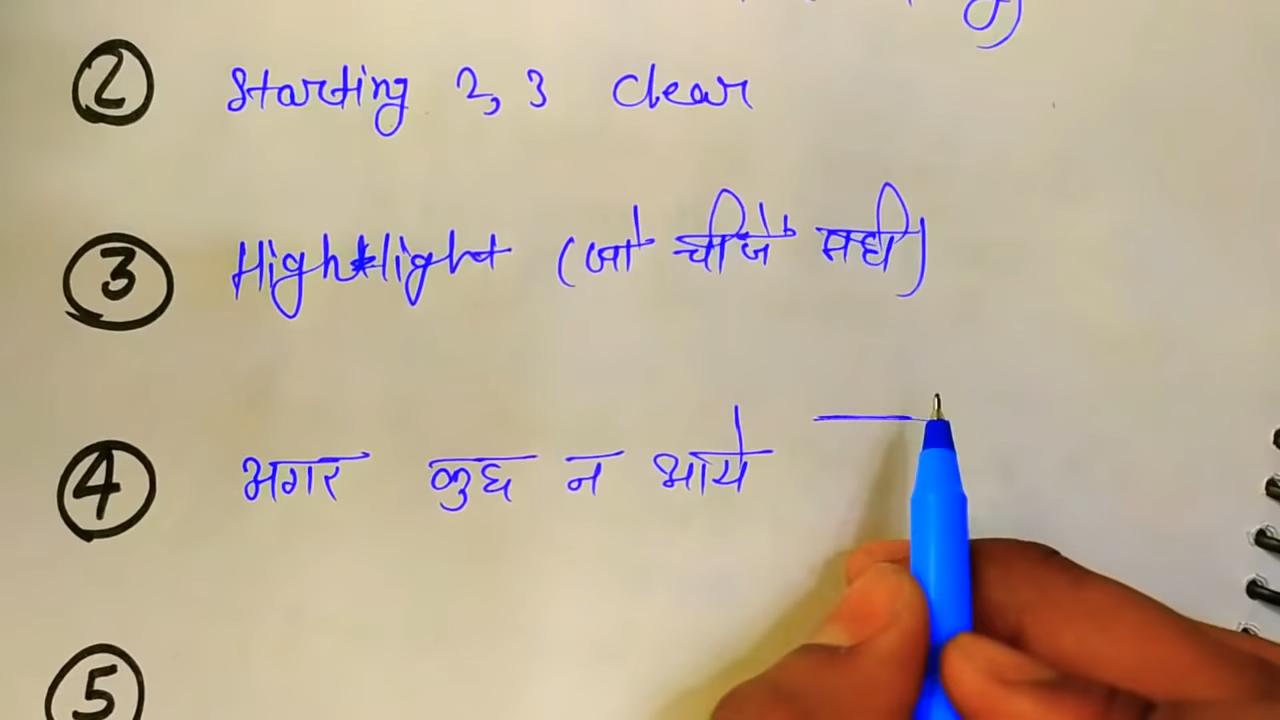 ② Starting 2, 3 Clear
③ Highlight (जो चीजे सही)
④ अगर कुछ न आये
⑤